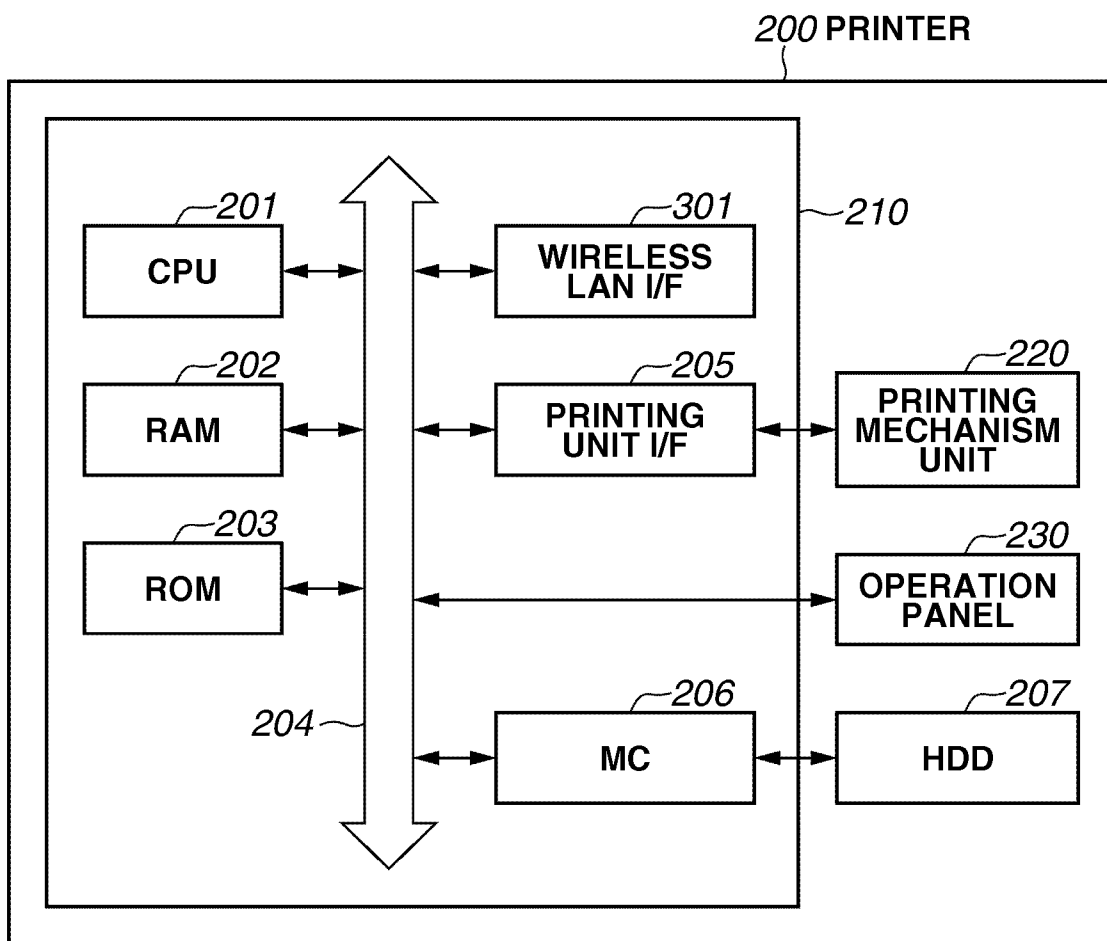 200 PRINTER
210
201
CPU
301
WIRELESS
LAN I/F
202
RAM
205
PRINTING
UNIT I/F
220
PRINTING
MECHANISM
UNIT
203
ROM
230
OPERATION
PANEL
204
206
MC
207
HDD